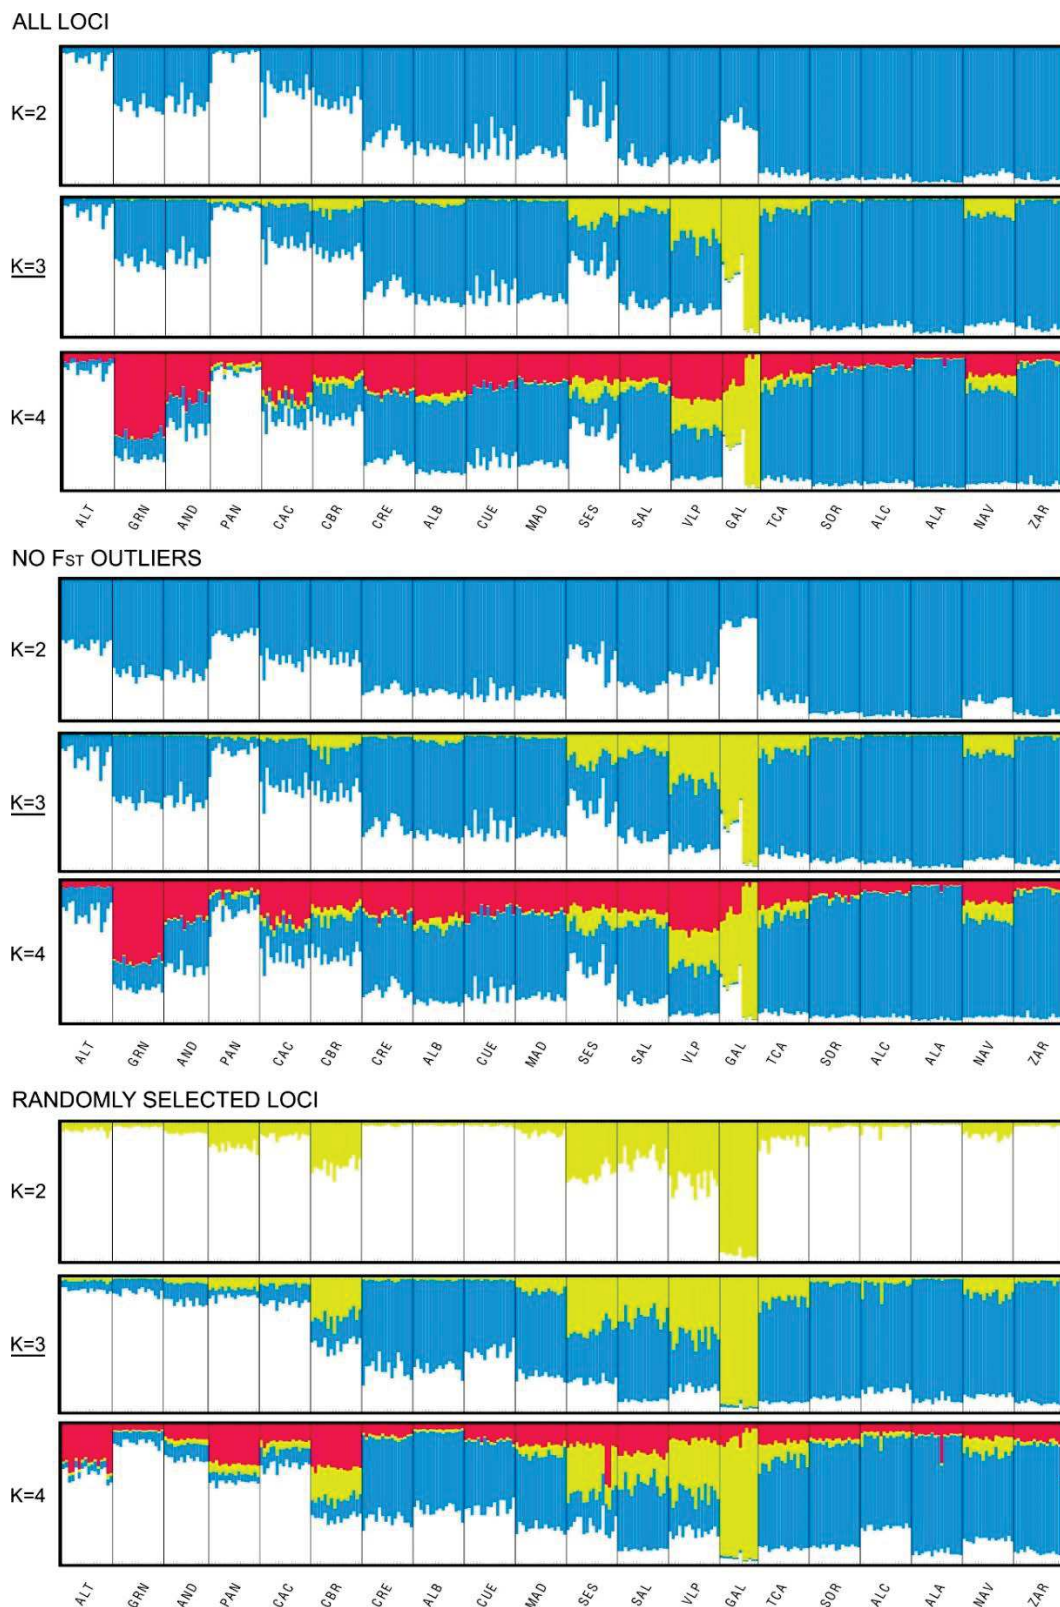 ALL LOCI
K=2
K=3
K=4
ALT GRN AND PAN CAC CBR CRE ALB CUE MAD SES SAL VLP GAL TCA SOR ALC ALA NAV ZAR
NO FST OUTLIERS
K=2
K=3
K=4
ALT GRN AND PAN CAC CBR CRE ALB CUE MAD SES SAL VLP GAL TCA SOR ALC ALA NAV ZAR
RANDOMLY SELECTED LOCI
K=2
K=3
K=4
ALT GRN AND PAN CAC CBR CRE ALB CUE MAD SES SAL VLP GAL TCA SOR ALC ALA NAV ZAR